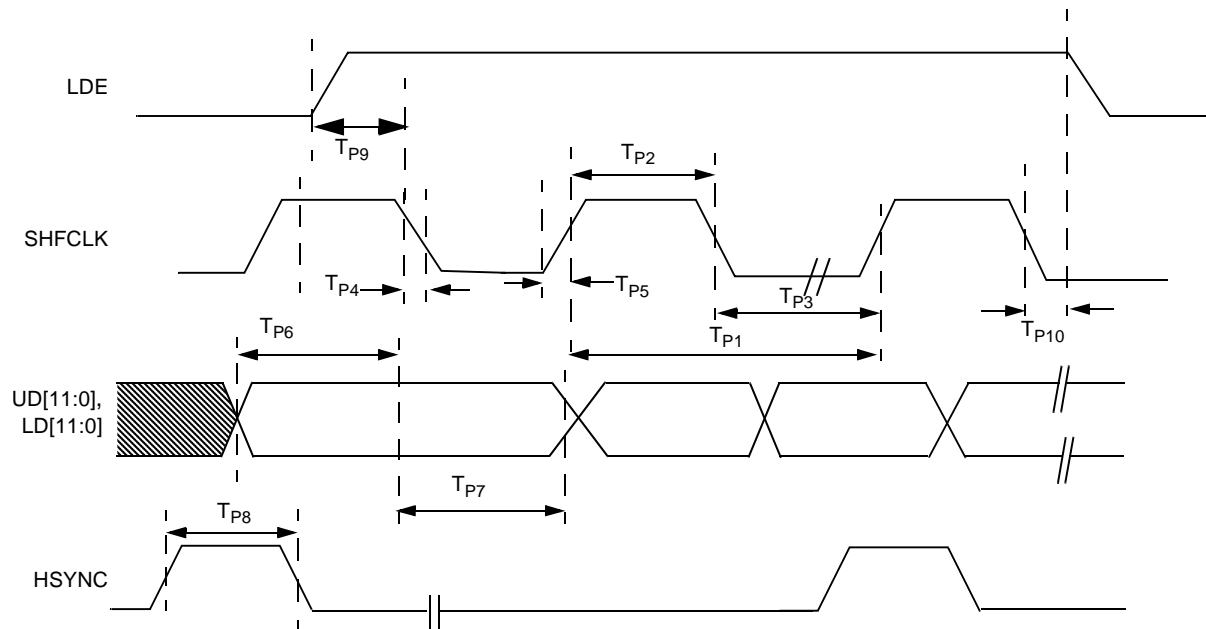 LDE
TP9
TP2
SHFCLK
TP4
TP5
TP3
TP10
TP6
TP1
UD[11:0],
LD[11:0]
TP7
TP8
HSYNC